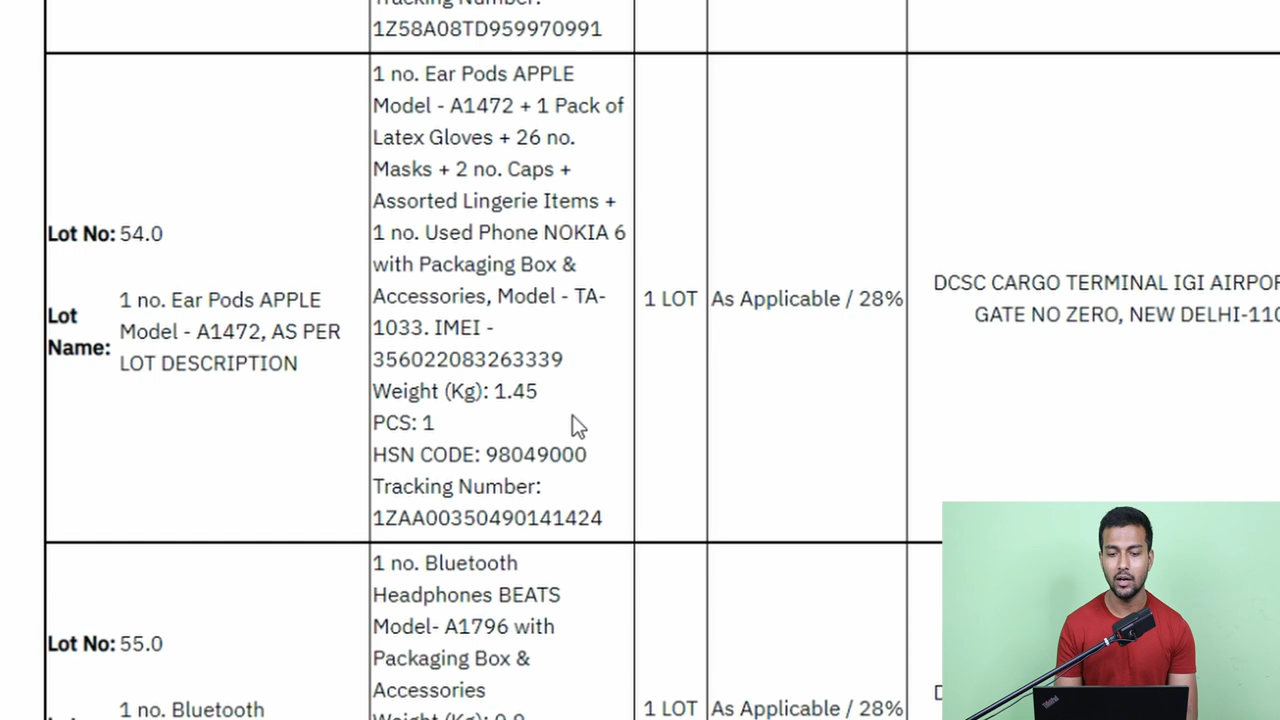 1Z58A08TD959970991
Lot No: 54.0
Lot Name:
1 no. Ear Pods APPLE
Model - A1472, AS PER
LOT DESCRIPTION
1 no. Ear Pods APPLE
Model - A1472 + 1 Pack of
Latex Gloves + 26 no.
Masks + 2 no. Caps +
Assorted Lingerie Items +
1 no. Used Phone NOKIA 6
with Packaging Box &
Accessories, Model - TA-
1033. IMEI -
356022083263339
Weight (Kg): 1.45
PCS: 1
HSN CODE: 98049000
Tracking Number:
1ZAA00350490141424
1 LOT
As Applicable / 28%
DCSC CARGO TERMINAL IGI
GATE NO ZERO, NEW
Lot No: 55.0
1 no. Bluetooth
1 no. Bluetooth
Headphones BEATS
Model- A1796 with
Packaging Box &
Accessories
1 LOT
As Applicable / 28%